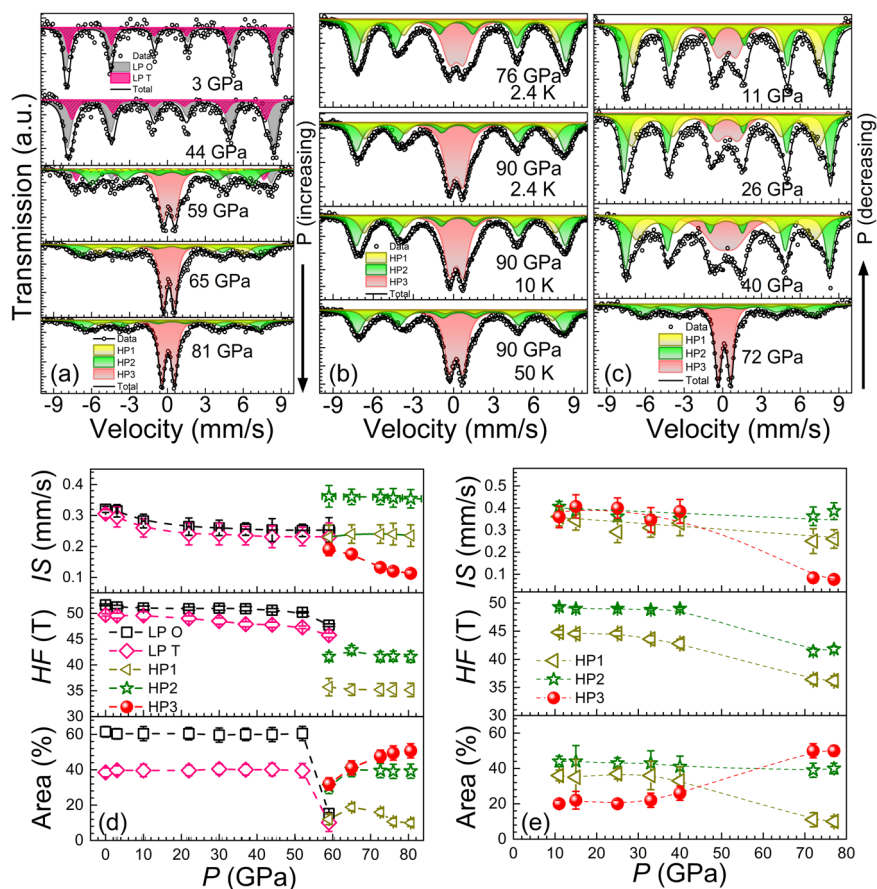 Transmission (a.u.)
Data
LP O
LP T
Total
3 GPa
44 GPa
59 GPa
65 GPa
81 GPa
Data
HP1
HP2
HP3
Total
(a)
-9 -6 -3 0 3 6 9
Velocity (mm/s)
P (increasing)
76 GPa
2.4 K
90 GPa
2.4 K
Data
HP1
HP2
HP3
Total
90 GPa
10 K
90 GPa
50 K
(b)
-9 -6 -3 0 3 6 9
Velocity (mm/s)
11 GPa
26 GPa
40 GPa
Data
HP1
HP2
HP3
Total
72 GPa
(c)
-9 -6 -3 0 3 6 9
Velocity (mm/s)
P (decreasing)
IS (mm/s)
0.4
0.3
0.2
0.1
HF (T)
50
45
40
35
30
LP O
LP T
HP1
HP2
HP3
Area (%)
60
40
20
0
(d)
0 10 20 30 40 50 60 70 80
P (GPa)
IS (mm/s)
0.5
0.4
0.3
0.2
0.1
HF (T)
50
45
40
35
30
HP1
HP2
HP3
Area (%)
60
40
20
0
(e)
0 10 20 30 40 50 60 70 80
P (GPa)